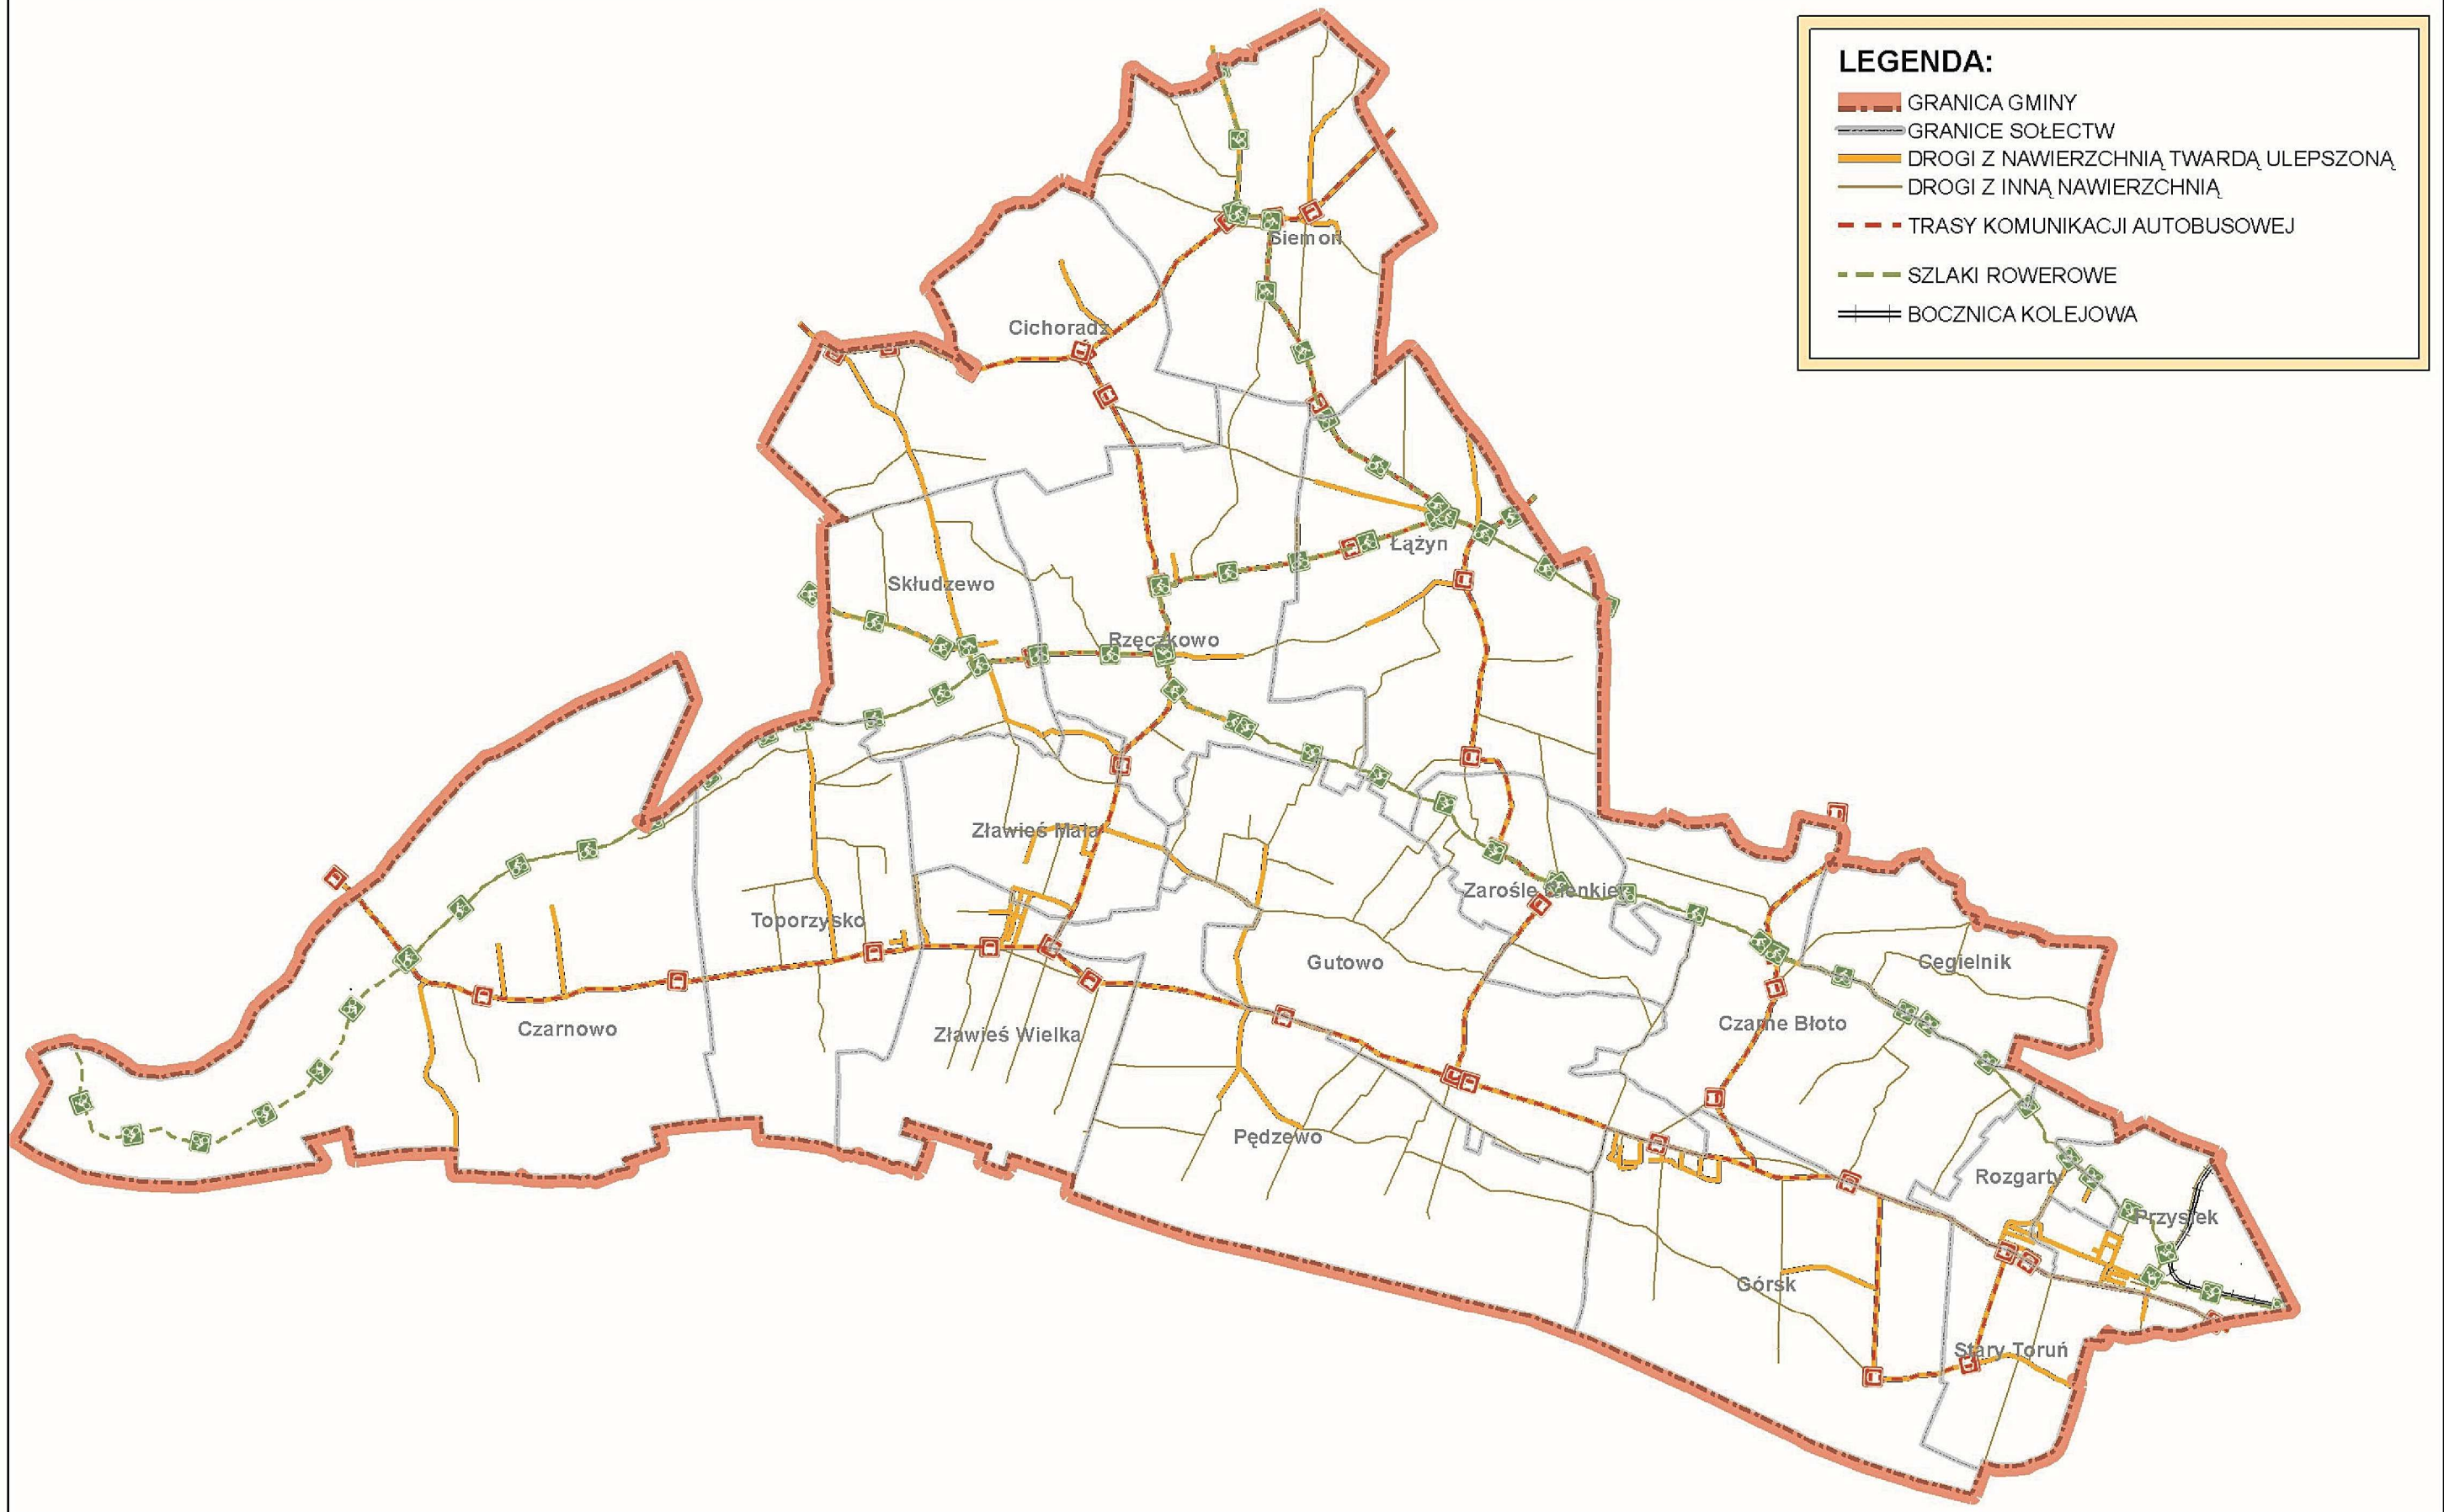 LEGENDA:
GRANICA GMINY
GRANICE SOŁECTW
DROGI Z NAWIERZCHNIĄ TWARDĄ ULEPSZONĄ
DROGI Z INNĄ NAWIERZCHNIĄ
TRASY KOMUNIKACJI AUTOBUSOWEJ
SZLAKI ROWEROWE
BOCZNICA KOLEJOWA
Siemoń
Cichoradz
Łążyn
Skłudzewo
Rzęczkowo
Zławieś Mała
Zarośle Cienkie
Toporzysko
Gutowo
Cegielnik
Czarnowo
Zławieś Wielka
Czarne Błoto
Pędzewo
Rozgarty
Przysiek
Górsk
Stary Toruń